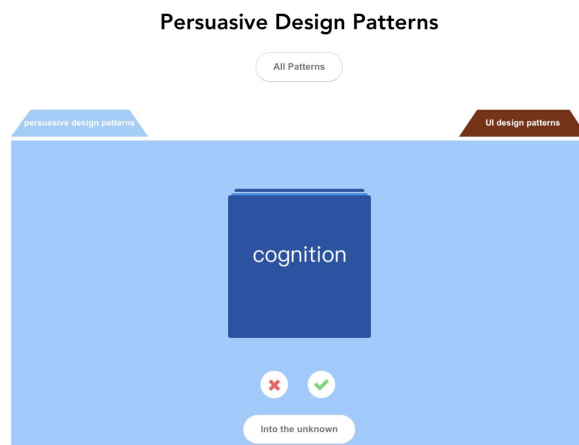 Persuasive Design Patterns
All Patterns
persuasive design patterns
UI design patterns
cognition
Into the unknown